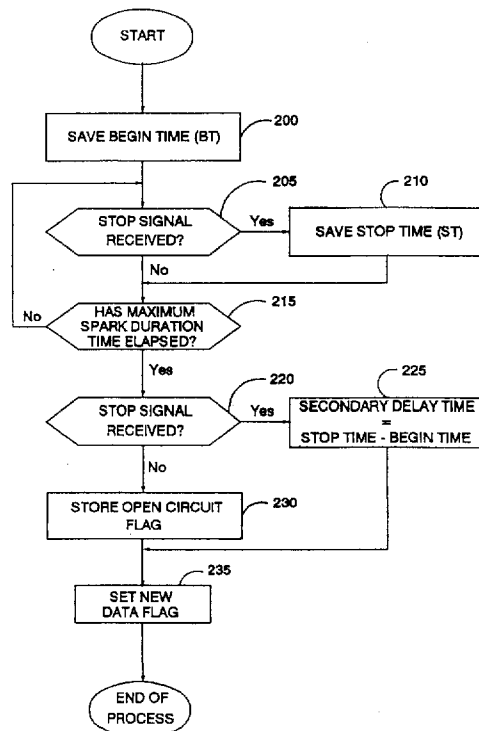 START
SAVE BEGIN TIME (BT)
200
STOP SIGNAL
RECEIVED?
205
Yes
210
SAVE STOP TIME (ST)
No
HAS MAXIMUM
SPARK DURATION
TIME ELAPSED?
215
No
Yes
STOP SIGNAL
RECEIVED?
220
Yes
225
SECONDARY DELAY TIME
=
STOP TIME - BEGIN TIME
No
STORE OPEN CIRCUIT
FLAG
230
235
SET NEW
DATA FLAG
END OF
PROCESS